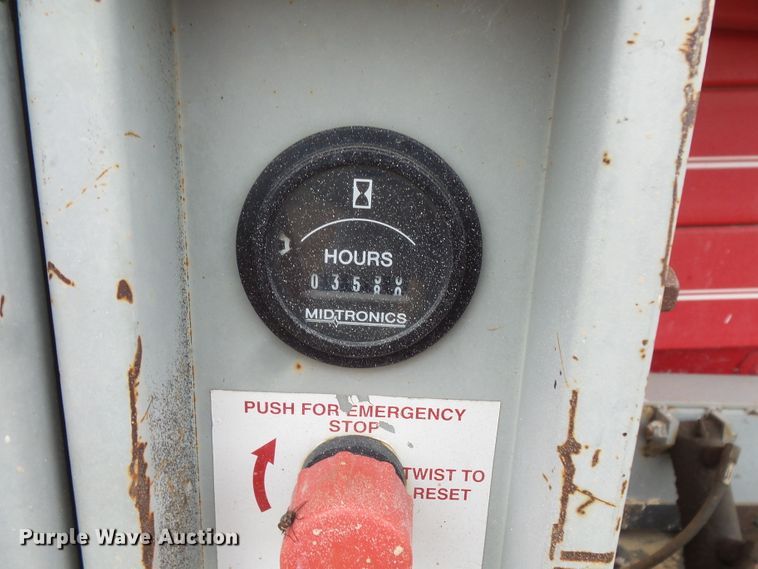 HOURS
MIDTRONICS
PUSH FOR EMERGENCY
STOP
TWIST TO
RESET
Purple Wave Auction